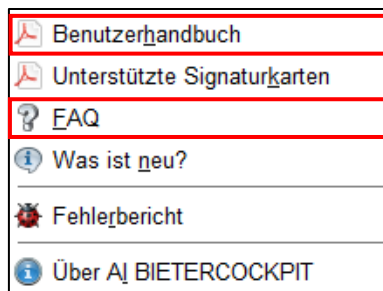 Benutzerhandbuch
Unterstützte Signaturkarten
FAQ
Was ist neu?
Fehlerbericht
Über AI BIETERCOCKPIT